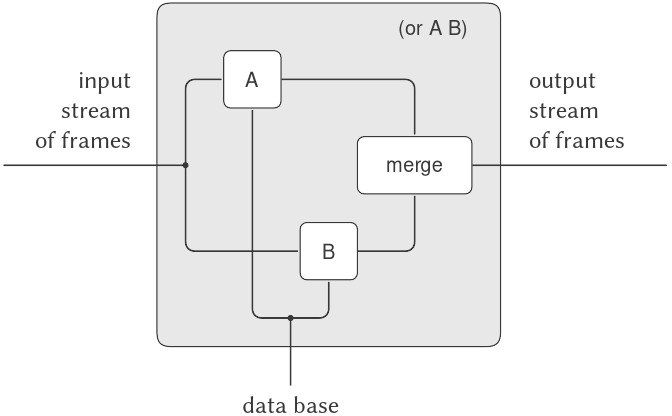 (or A B)
input
stream
of frames
A
output
stream
of frames
merge
B
data base